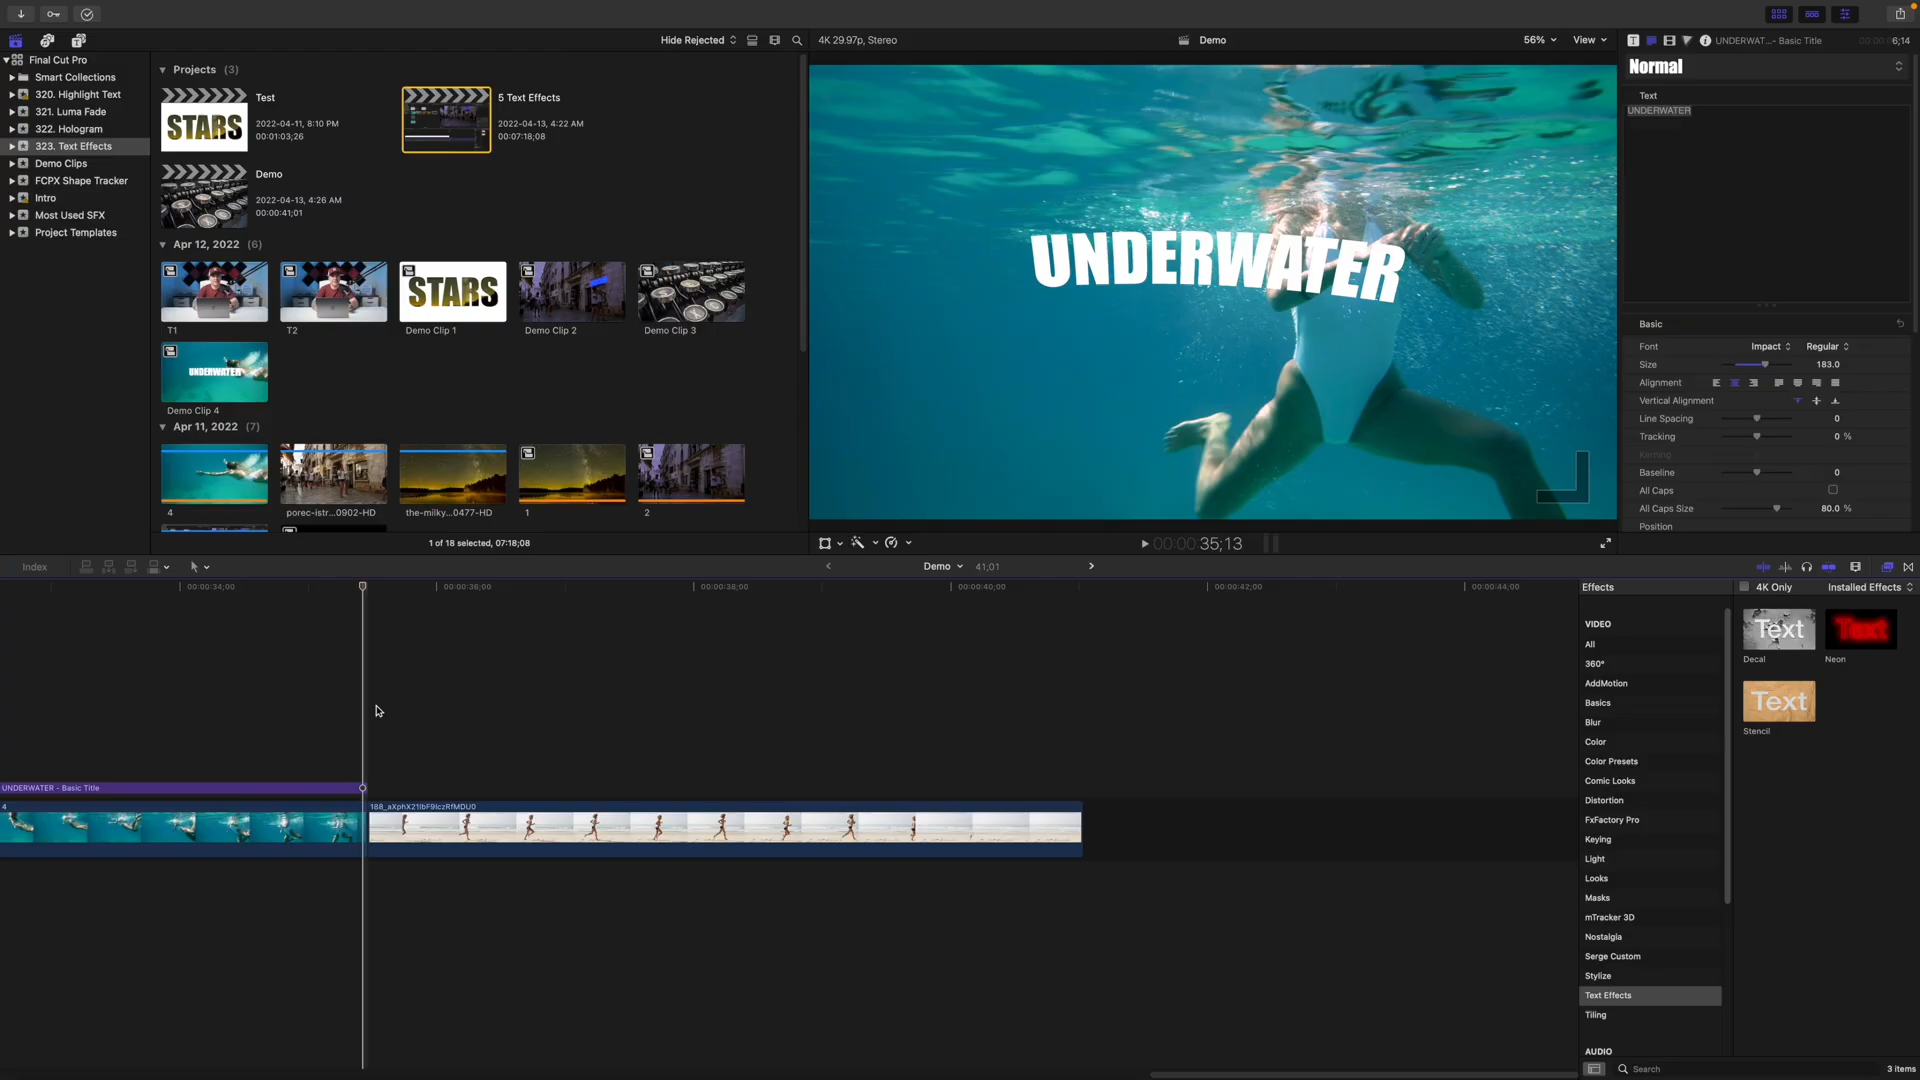 Hide Rejected
4K 29.97p, Stereo
Demo
56%
View
UNDERWAT...- Basic Title
6;14
Final Cut Pro
Smart Collections
320. Highlight Text
321. Luma Fade
322. Hologram
323. Text Effects
Demo Clips
FCPX Shape Tracker
Intro
Most Used SFX
Project Templates
Projects (3)
Test
2022-04-11, 8:10 PM
00:01:03;26
STARS
5 Text Effects
2022-04-13, 4:22 AM
00:07:18;08
Demo
2022-04-13, 4:26 AM
00:00:41;01
Apr 12, 2022 (6)
STARS
T1
T2
Demo Clip 1
Demo Clip 2
Demo Clip 3
UNDERWATER
Demo Clip 4
Apr 11, 2022 (7)
4
porec-istr...0902-HD
the-milky...0477-HD
1
2
1 of 18 selected, 07:18;08
UNDERWATER
00:00:35;13
Normal
Text
UNDERWATER
Basic
Font Impact Regular
Size 183.0
Alignment
Vertical Alignment
Line Spacing 0
Tracking 0 %
Kerning
Baseline 0
All Caps
All Caps Size 80.0 %
Position
Index
Demo 41;01
00:00:34;00
00:00:36;00
00:00:38;00
00:00:40;00
00:00:42;00
00:00:44;00
UNDERWATER - Basic Title
4
Effects
4K Only
Installed Effects
VIDEO
All
360°
AddMotion
Basics
Blur
Color
Color Presets
Comic Looks
Distortion
FxFactory Pro
Keying
Light
Looks
Masks
mTracker 3D
Nostalgia
Serge Custom
Stylize
Text Effects
Tiling
AUDIO
Text
Decal
Text
Neon
Text
Stencil
Search
3 items